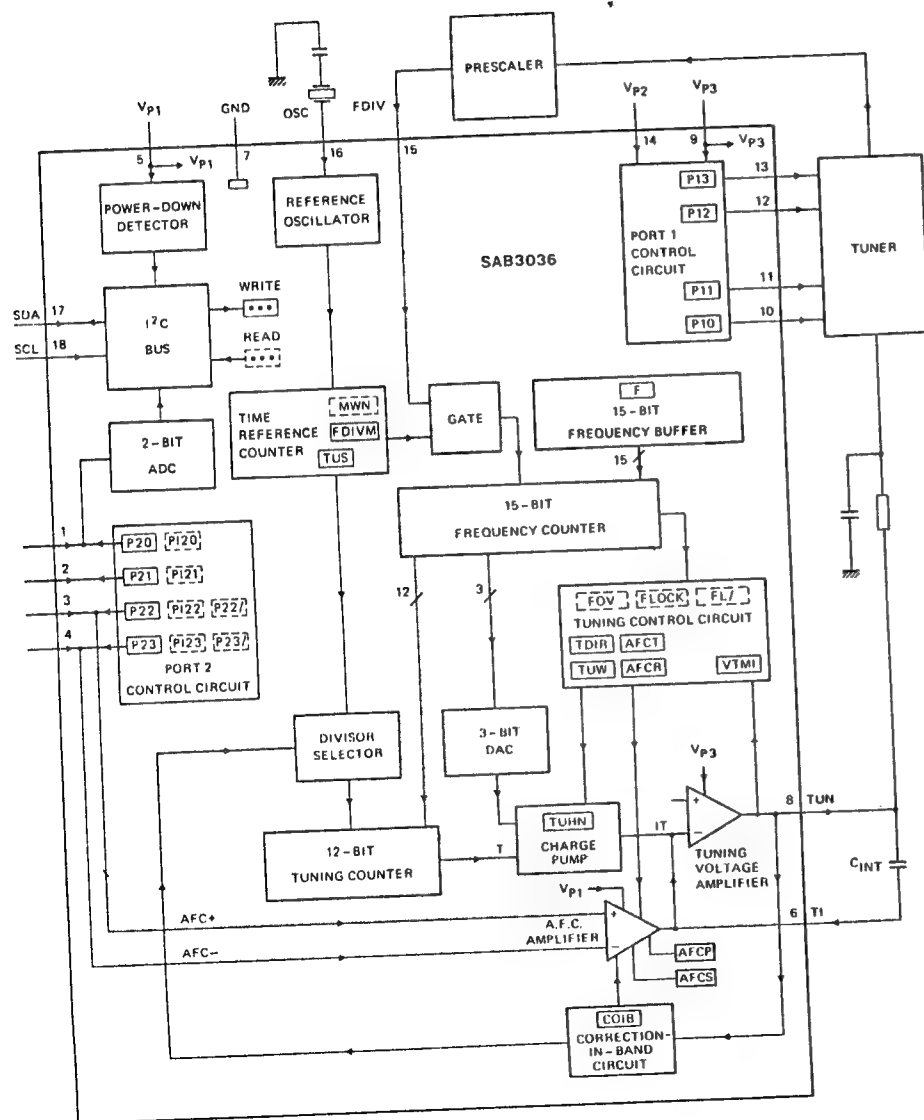 PRESCALER
VP1
GND
OSC
FDIV
VP2
VP3
5
VP1
7
16
15
14
9
VP3
13
12
11
10
POWER-DOWN
DETECTOR
REFERENCE
OSCILLATOR
SAB3036
P13
P12
PORT 1
CONTROL
CIRCUIT
P11
P10
TUNER
SDA 17
SCL 18
I²C
BUS
WRITE
READ
2-BIT
ADC
TIME
REFERENCE
COUNTER
MWN
FDIVM
TUS
GATE
F
15-BIT
FREQUENCY BUFFER
15
15-BIT
FREQUENCY COUNTER
12
3
1
2
3
4
P20 PI20
P21 PI21
P22 PI22 P22/
P23 PI23 P23/
PORT 2
CONTROL CIRCUIT
FOV FLOCK FL/
TUNING CONTROL
CIRCUIT
TDIR AFCT
TUW AFCR VTMI
DIVISOR
SELECTOR
3-BIT
DAC
12-BIT
TUNING COUNTER
T
TUHN
CHARGE
PUMP
IT
VP3
+
−
TUNING
VOLTAGE
AMPLIFIER
8 TUN
CINT
6 TI
VP1
AFC+
AFC−
+
−
A.F.C.
AMPLIFIER
AFCP
AFCS
COIB
CORRECTION-
IN-BAND
CIRCUIT